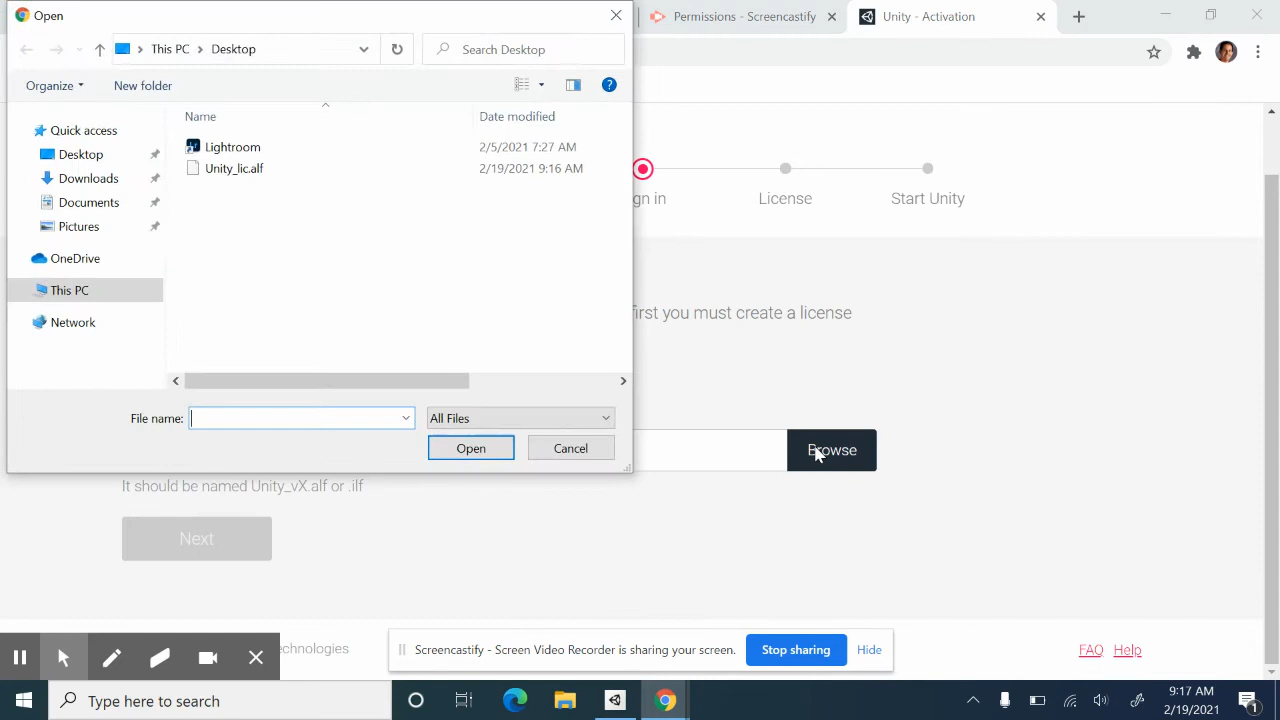 Open
Permissions - Screencastify
Unity - Activation
This PC
Desktop
Search Desktop
Organize
New folder
Name
Date modified
Quick access
Desktop
Downloads
Documents
Pictures
OneDrive
This PC
Network
Lightroom
2/5/2021 7:27 AM
Unity_lic.alf
2/19/2021 9:16 AM
gn in
License
Start Unity
first you must create a license
File name:
All Files
Open
Cancel
Browse
It should be named Unity_vX.alf or .ilf
Next
echnologies
Screencastify - Screen Video Recorder is sharing your screen.
Stop sharing
Hide
FAQ
Help
Type here to search
9:17 AM
2/19/2021
1